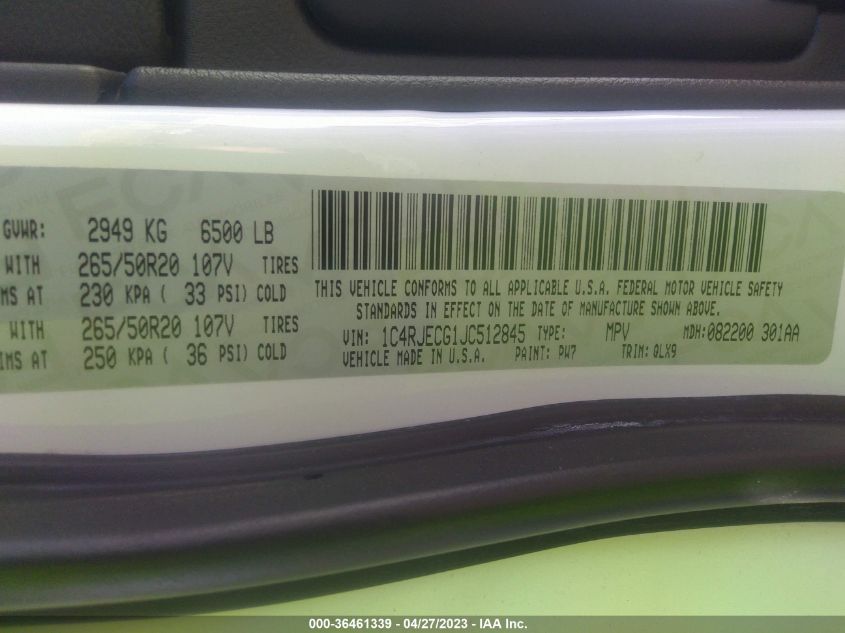 GVWR: 2949 KG 6500 LB
WITH 265/50R20 107V TIRES
IMS AT 230 KPA ( 33 PSI) COLD
WITH 265/50R20 107V TIRES
IMS AT 250 KPA ( 36 PSI) COLD
THIS VEHICLE CONFORMS TO ALL APPLICABLE U.S.A. FEDERAL MOTOR VEHICLE SAFETY
STANDARDS IN EFFECT ON THE DATE OF MANUFACTURE SHOWN ABOVE.
VIN: 1C4RJECG1JC512845 TYPE: MPV MDH: 082200 301AA
VEHICLE MADE IN U.S.A. PAINT: PW7 TRIM: QLX9
000-36461339 - 04/27/2023 - IAA Inc.